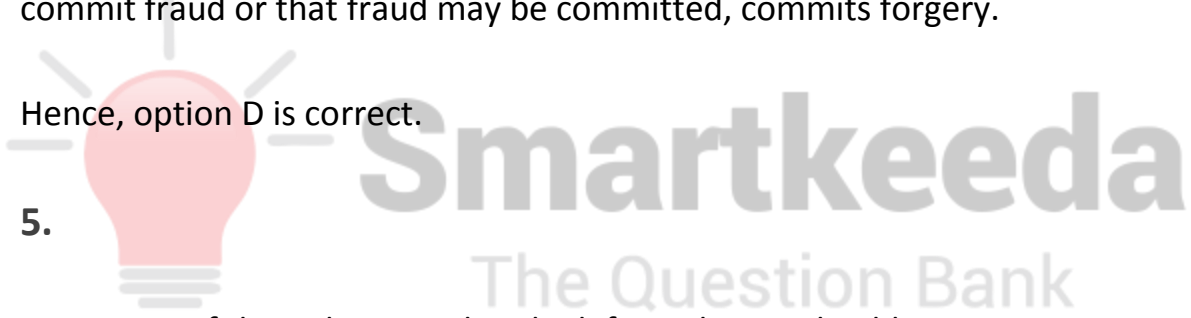 commit fraud or that fraud may be committed, commits forgery.
Hence, option D is correct.
Smartkeeda
5.
The Question Bank